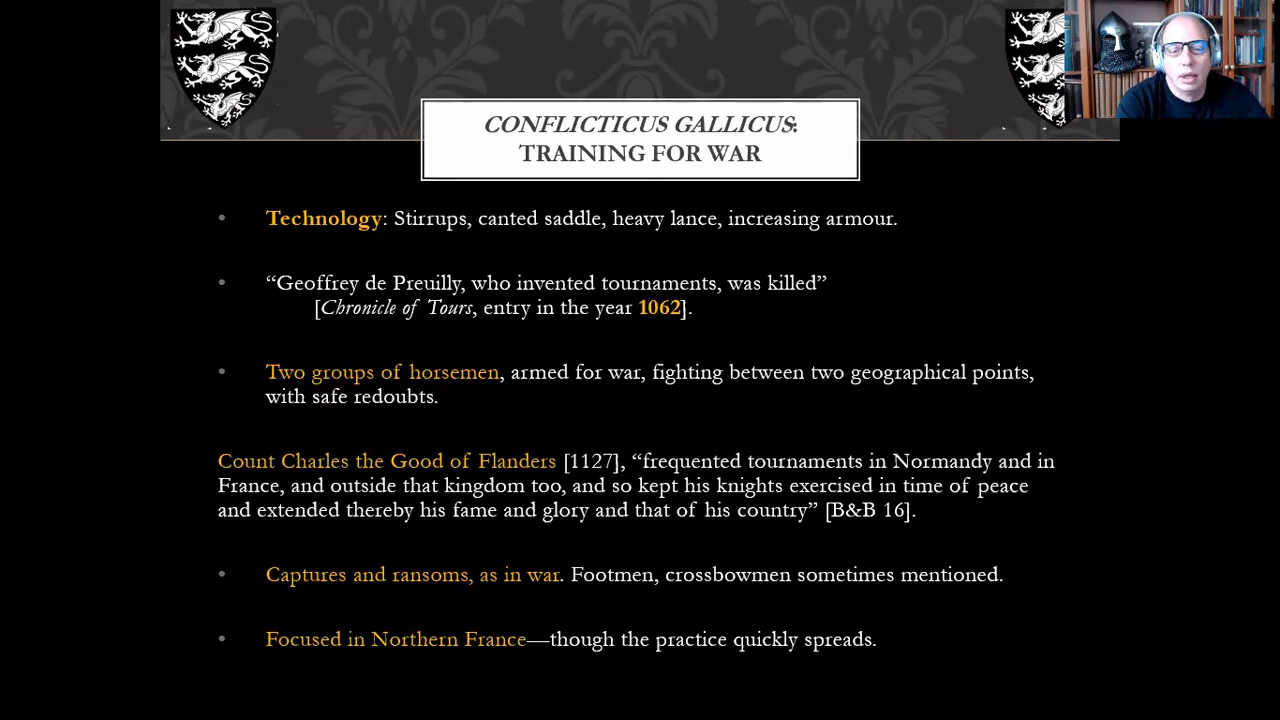 CONFLICTICUS GALLICUS:
TRAINING FOR WAR
• Technology: Stirrups, canted saddle, heavy lance, increasing armour.
• “Geoffrey de Preuilly, who invented tournaments, was killed”
[Chronicle of Tours, entry in the year 1062].
• Two groups of horsemen, armed for war, fighting between two geographical points,
with safe redoubts.
Count Charles the Good of Flanders [1127], “frequented tournaments in Normandy and in
France, and outside that kingdom too, and so kept his knights exercised in time of peace
and extended thereby his fame and glory and that of his country” [B&B 16].
• Captures and ransoms, as in war. Footmen, crossbowmen sometimes mentioned.
• Focused in Northern France—though the practice quickly spreads.